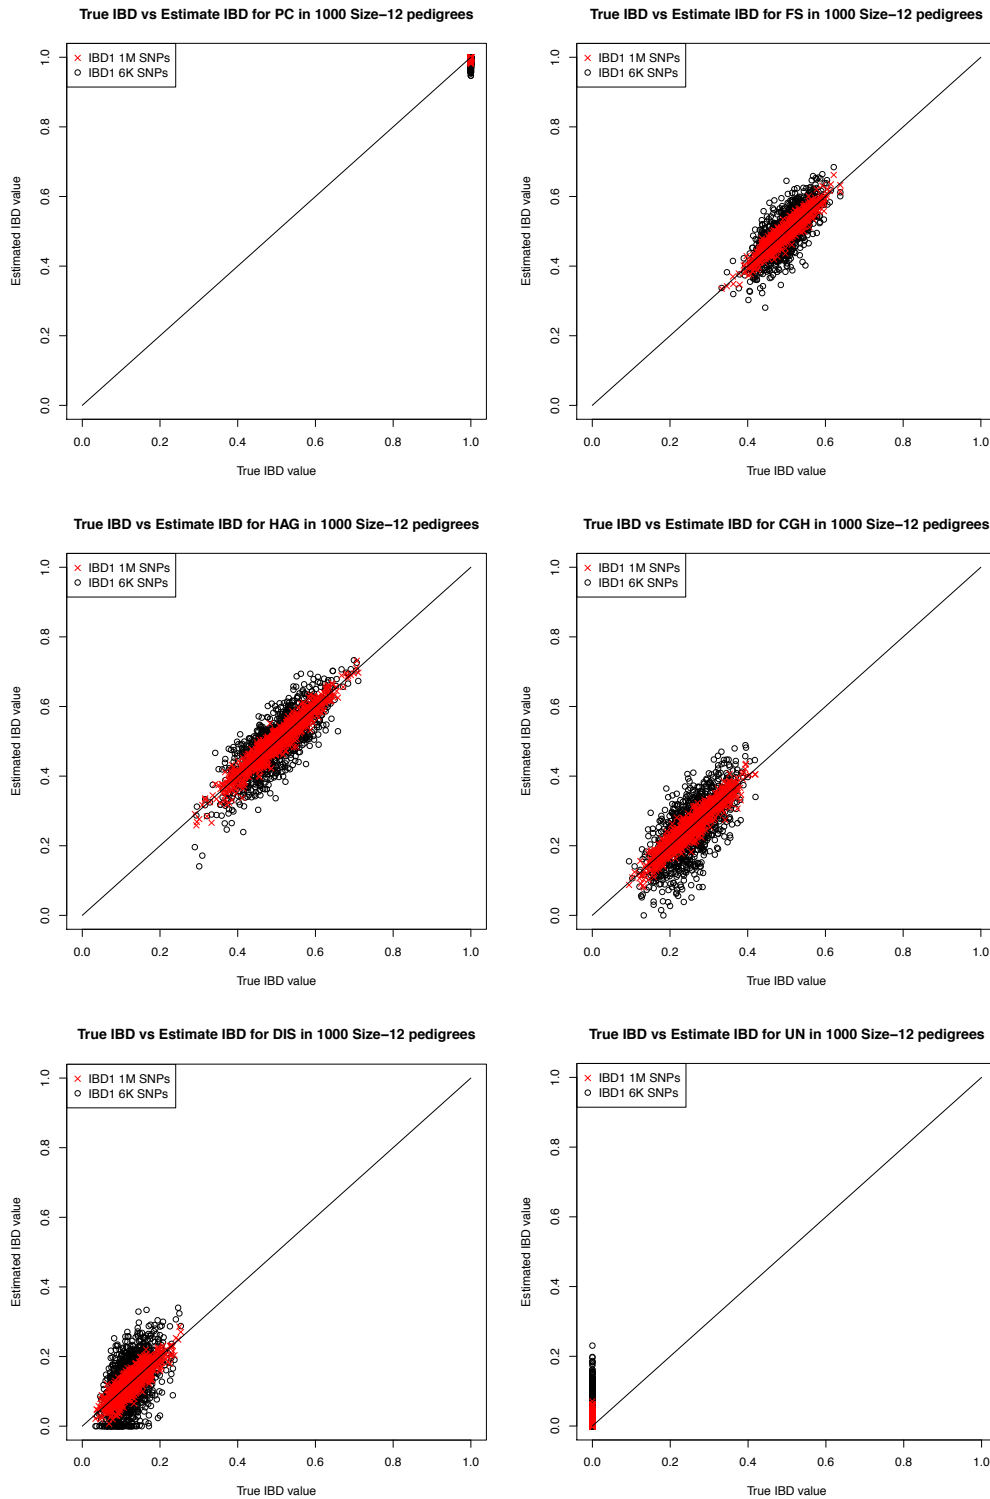 True IBD vs Estimate IBD for PC in 1000 Size−12 pedigrees
IBD1 1M SNPs
IBD1 6K SNPs
Estimated IBD value
1.0
0.8
0.6
0.4
0.2
0.0
0.0 0.2 0.4 0.6 0.8 1.0
True IBD value
True IBD vs Estimate IBD for FS in 1000 Size−12 pedigrees
IBD1 1M SNPs
IBD1 6K SNPs
Estimated IBD value
1.0
0.8
0.6
0.4
0.2
0.0
0.0 0.2 0.4 0.6 0.8 1.0
True IBD value
True IBD vs Estimate IBD for HAG in 1000 Size−12 pedigrees
IBD1 1M SNPs
IBD1 6K SNPs
Estimated IBD value
1.0
0.8
0.6
0.4
0.2
0.0
0.0 0.2 0.4 0.6 0.8 1.0
True IBD value
True IBD vs Estimate IBD for CGH in 1000 Size−12 pedigrees
IBD1 1M SNPs
IBD1 6K SNPs
Estimated IBD value
1.0
0.8
0.6
0.4
0.2
0.0
0.0 0.2 0.4 0.6 0.8 1.0
True IBD value
True IBD vs Estimate IBD for DIS in 1000 Size−12 pedigrees
IBD1 1M SNPs
IBD1 6K SNPs
Estimated IBD value
1.0
0.8
0.6
0.4
0.2
0.0
0.0 0.2 0.4 0.6 0.8 1.0
True IBD value
True IBD vs Estimate IBD for UN in 1000 Size−12 pedigrees
IBD1 1M SNPs
IBD1 6K SNPs
Estimated IBD value
1.0
0.8
0.6
0.4
0.2
0.0
0.0 0.2 0.4 0.6 0.8 1.0
True IBD value